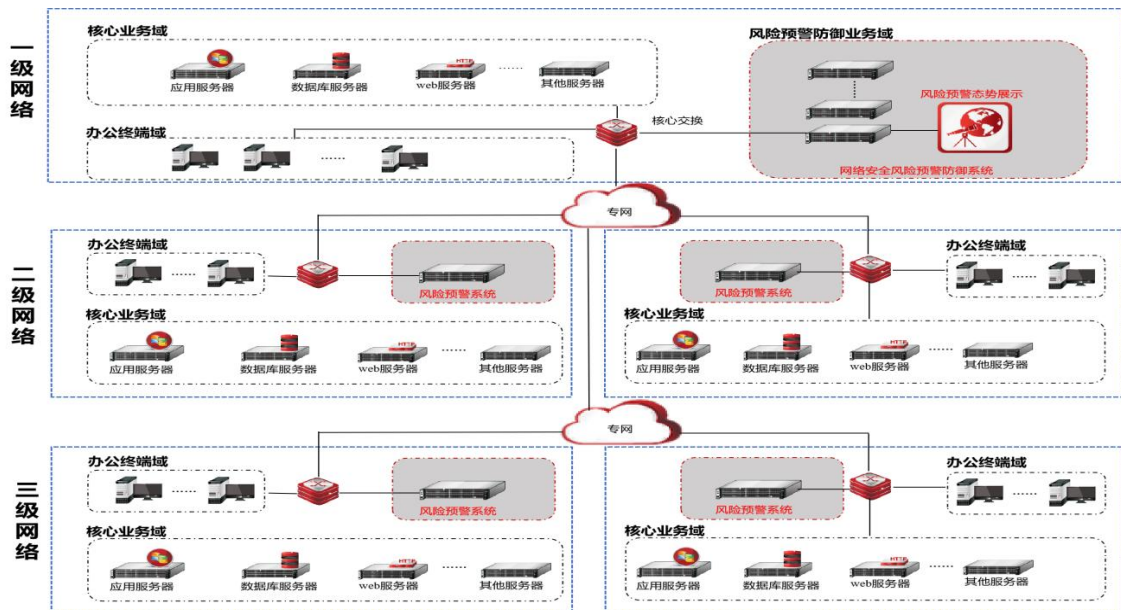 一级网络
核心业务域
应用服务器
数据库服务器
HTTP
web服务器
......
其他服务器
风险预警防御业务域
风险预警态势展示
网络安全风险预警防御系统
核心交换
办公终端域
......
专网
二级网络
办公终端域
......
风险预警系统
核心业务域
应用服务器
数据库服务器
HTTP
web服务器
......
其他服务器
风险预警系统
办公终端域
......
核心业务域
应用服务器
数据库服务器
HTTP
web服务器
......
其他服务器
专网
三级网络
办公终端域
......
风险预警系统
核心业务域
应用服务器
数据库服务器
HTTP
web服务器
......
其他服务器
风险预警系统
办公终端域
......
核心业务域
应用服务器
数据库服务器
HTTP
web服务器
......
其他服务器